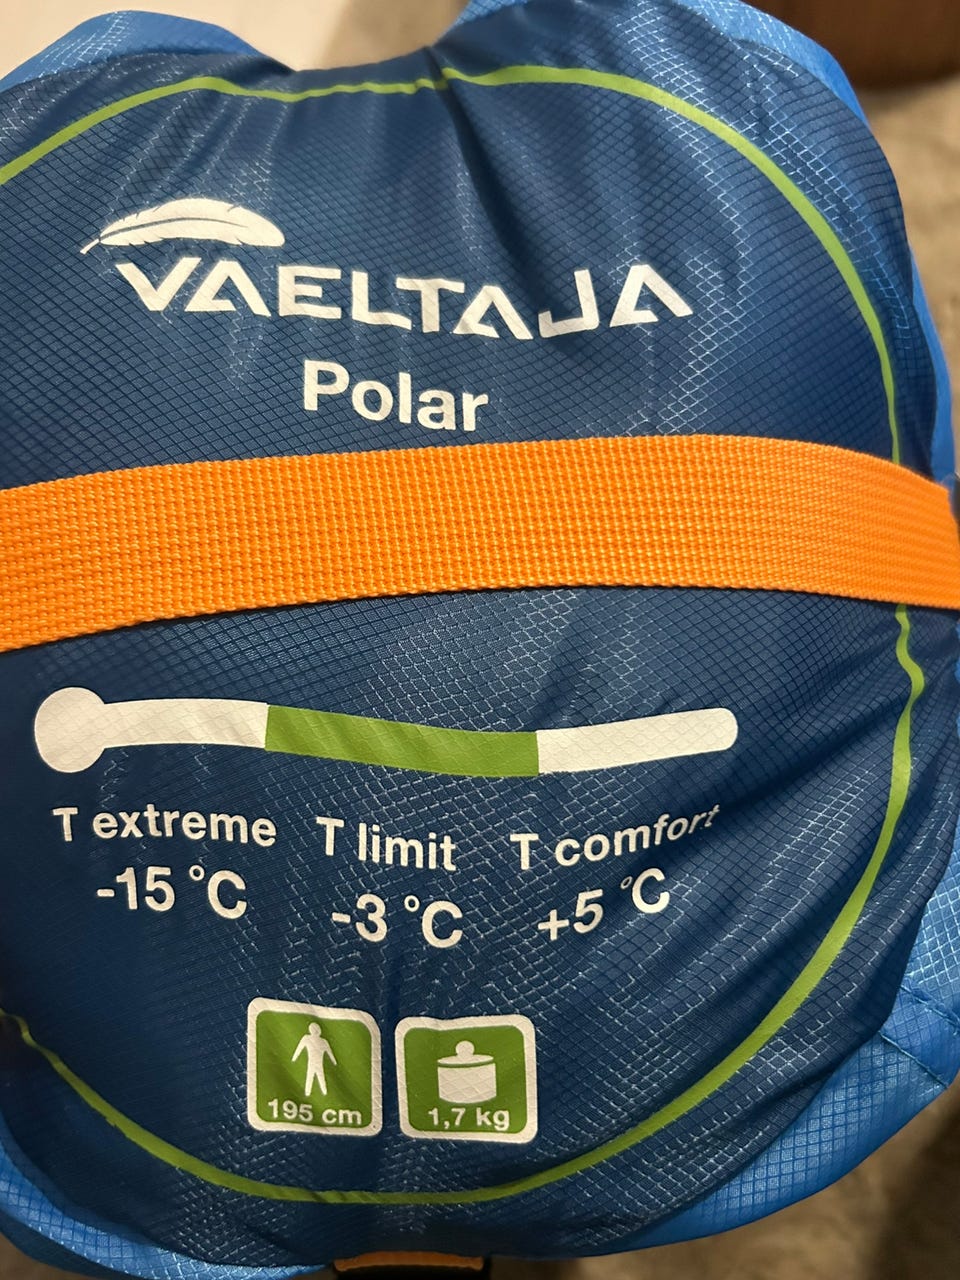 VAELTAJA
Polar
T extreme T limit T comfort
-15 °C -3 °C +5 °C
195 cm 1,7 kg